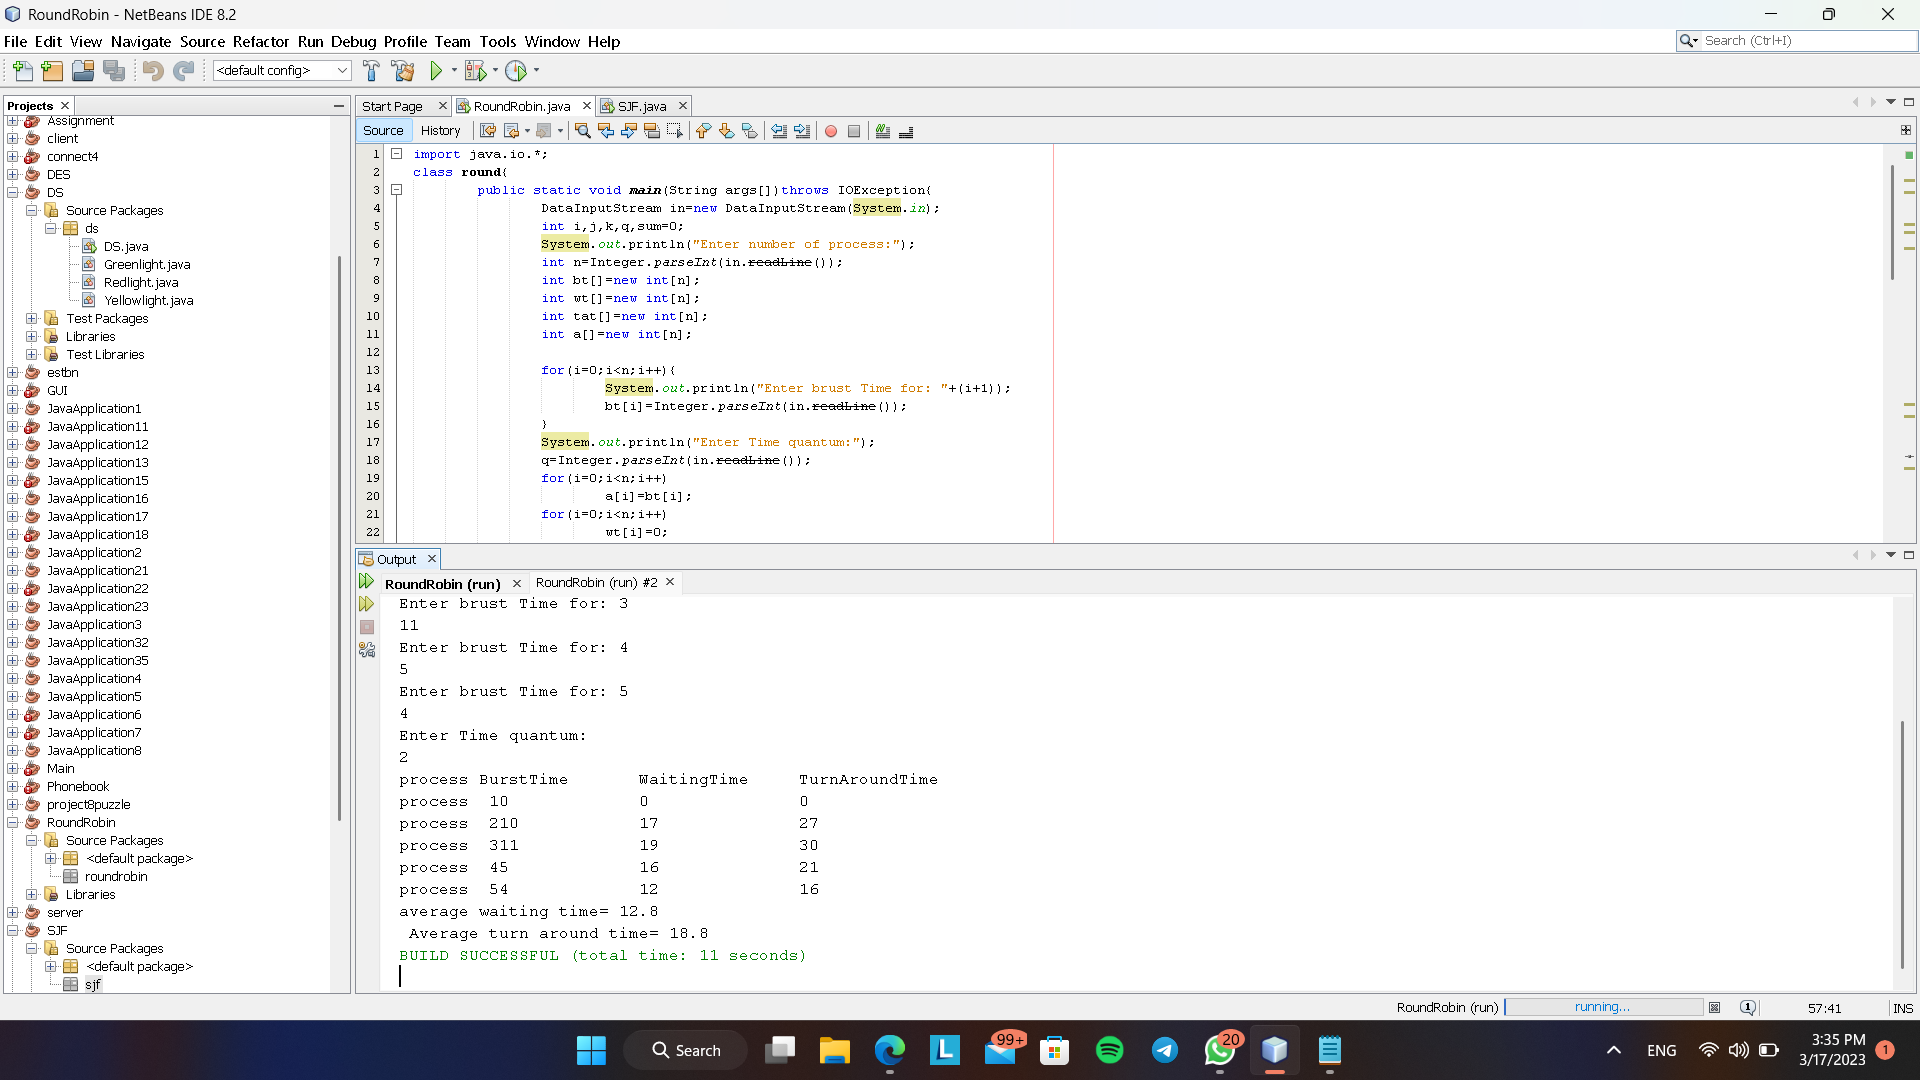 RoundRobin - NetBeans IDE 8.2
File Edit View Navigate Source Refactor Run Debug Profile Team Tools Window Help
Search (Ctrl+I)
<default config>
Projects
Assignment
client
connect4
DES
DS
Source Packages
ds
DS.java
Greenlight.java
Redlight.java
Yellowlight.java
Test Packages
Libraries
Test Libraries
estbn
GUI
JavaApplication1
JavaApplication11
JavaApplication12
JavaApplication13
JavaApplication15
JavaApplication16
JavaApplication17
JavaApplication18
JavaApplication2
JavaApplication21
JavaApplication22
JavaApplication23
JavaApplication3
JavaApplication32
JavaApplication35
JavaApplication4
JavaApplication5
JavaApplication6
JavaApplication7
JavaApplication8
Main
Phonebook
project8puzzle
RoundRobin
Source Packages
<default package>
roundrobin
Libraries
server
SJF
Source Packages
<default package>
sjf
Start Page RoundRobin.java SJF.java
Source History
1 import java.io.*;
2 class round{
3 public static void main(String args[])throws IOException{
4 DataInputStream in=new DataInputStream(System.in);
5 int i,j,k,q,sum=0;
6 System.out.println("Enter number of process:");
7 int n=Integer.parseInt(in.readLine());
8 int bt[]=new int[n];
9 int wt[]=new int[n];
10 int tat[]=new int[n];
11 int a[]=new int[n];
12
13 for(i=0;i<n;i++){
14 System.out.println("Enter brust Time for: "+(i+1));
15 bt[i]=Integer.parseInt(in.readLine());
16 }
17 System.out.println("Enter Time quantum:");
18 q=Integer.parseInt(in.readLine());
19 for(i=0;i<n;i++)
20 a[i]=bt[i];
21 for(i=0;i<n;i++)
22 wt[i]=0;
Output
RoundRobin (run) RoundRobin (run) #2
Enter brust Time for: 3
11
Enter brust Time for: 4
5
Enter brust Time for: 5
4
Enter Time quantum:
2
process BurstTime WaitingTime TurnAroundTime
process 10 0 0
process 210 17 27
process 311 19 30
process 45 16 21
process 54 12 16
average waiting time= 12.8
Average turn around time= 18.8
BUILD SUCCESSFUL (total time: 11 seconds)
RoundRobin (run) running... 1 57:41 INS
Search
L
99+
20
ENG
3:35 PM
3/17/2023
1